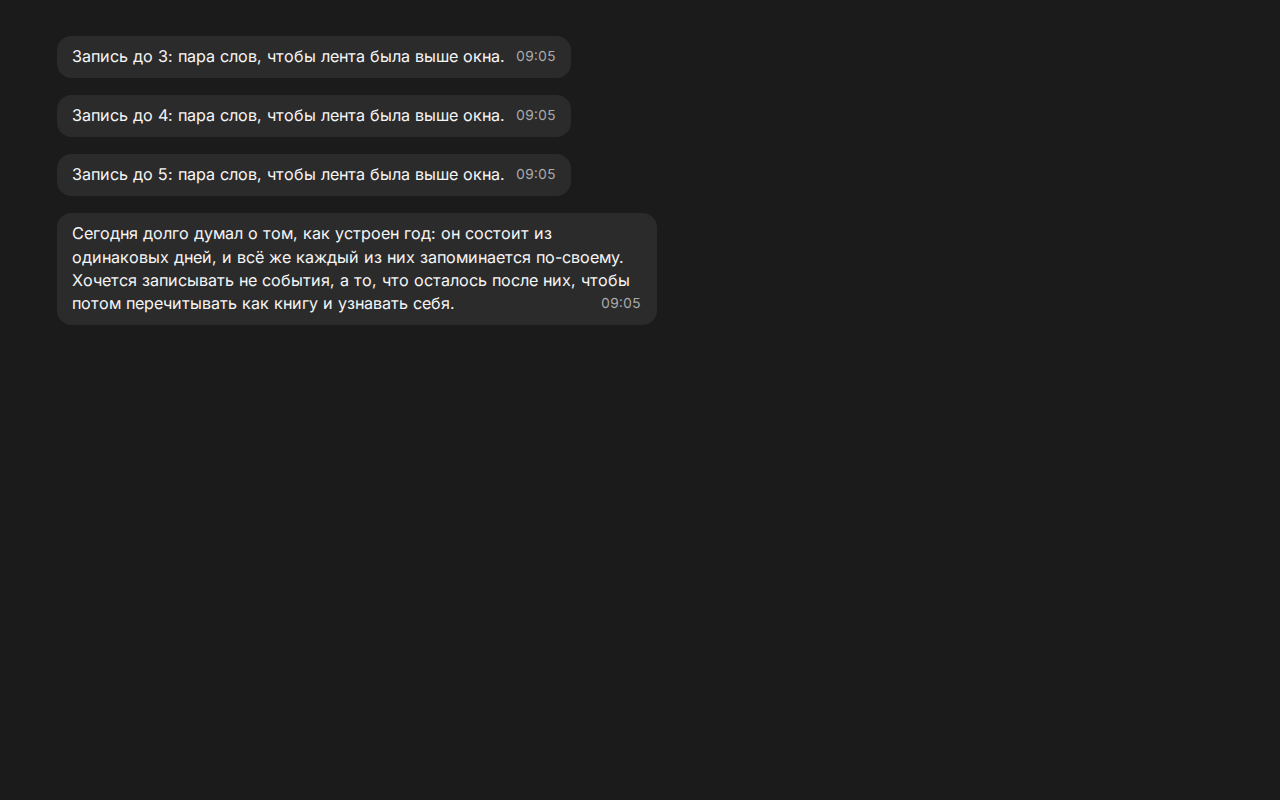 Запись до 3: пара слов, чтобы лента была выше окна. 09:05
Запись до 4: пара слов, чтобы лента была выше окна. 09:05
Запись до 5: пара слов, чтобы лента была выше окна. 09:05
Сегодня долго думал о том, как устроен год: он состоит из
одинаковых дней, и всё же каждый из них запоминается по-своему.
Хочется записывать не события, а то, что осталось после них, чтобы
потом перечитывать как книгу и узнавать себя. 09:05